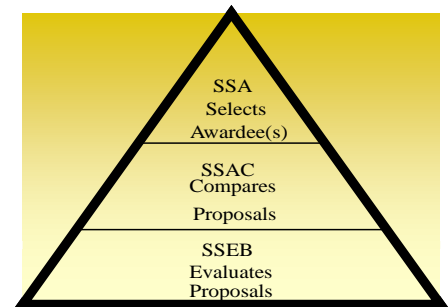 SSA
Selects
Awardee(s)
SSAC
Compares
Proposals
SSEB
Evaluates
Proposals